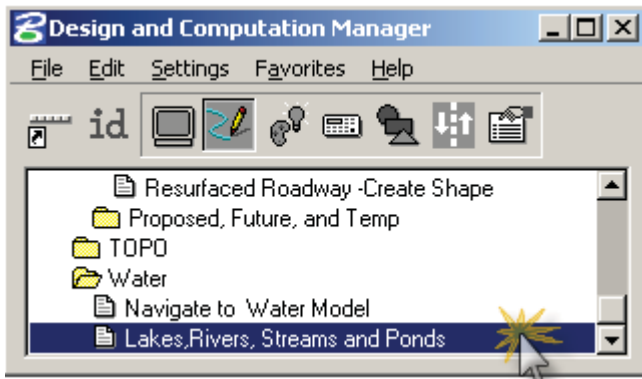 Design and Computation Manager
File Edit Settings Favorites Help
id
Resurfaced Roadway -Create Shape
Proposed, Future, and Temp
TOPO
Water
Navigate to  Water Model
Lakes,Rivers, Streams and Ponds